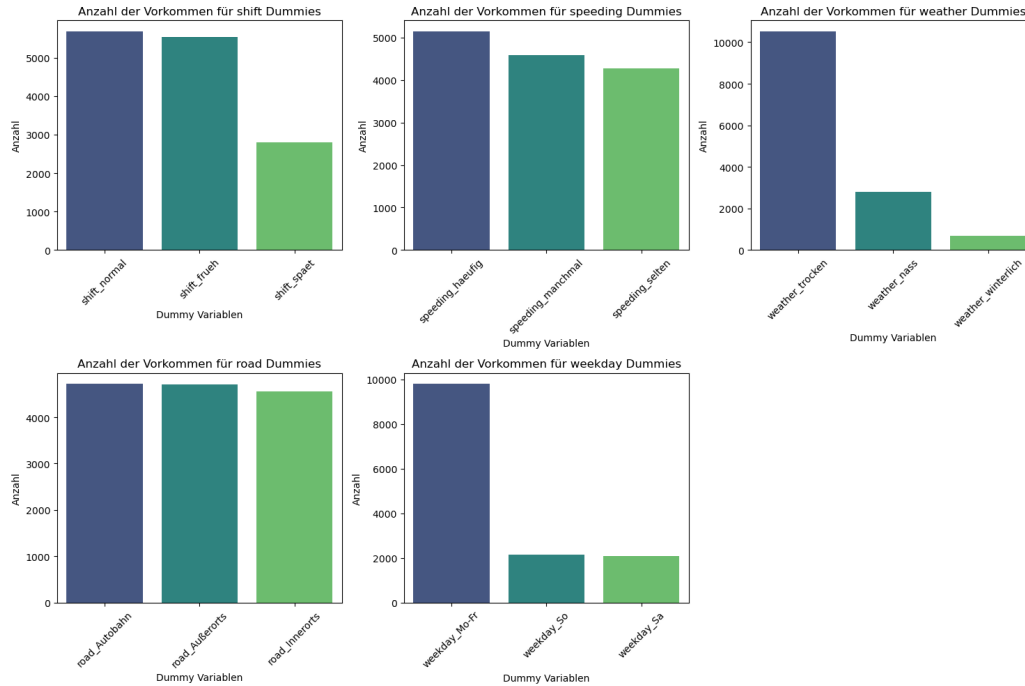 Anzahl der Vorkommen für shift Dummies
Anzahl
5000
4000
3000
2000
1000
0
shift_normal
shift_frueh
shift_spaet
Dummy Variablen
Anzahl der Vorkommen für speeding Dummies
Anzahl
5000
4000
3000
2000
1000
0
speeding_haeufig
speeding_manchmal
speeding_selten
Dummy Variablen
Anzahl der Vorkommen für weather Dummies
Anzahl
10000
8000
6000
4000
2000
0
weather_trocken
weather_nass
weather_winterlich
Dummy Variablen
Anzahl der Vorkommen für road Dummies
Anzahl
4000
3000
2000
1000
0
road_Autobahn
road_Außerorts
road_Innerorts
Dummy Variablen
Anzahl der Vorkommen für weekday Dummies
Anzahl
10000
8000
6000
4000
2000
0
weekday_Mo-Fr
weekday_So
weekday_Sa
Dummy Variablen